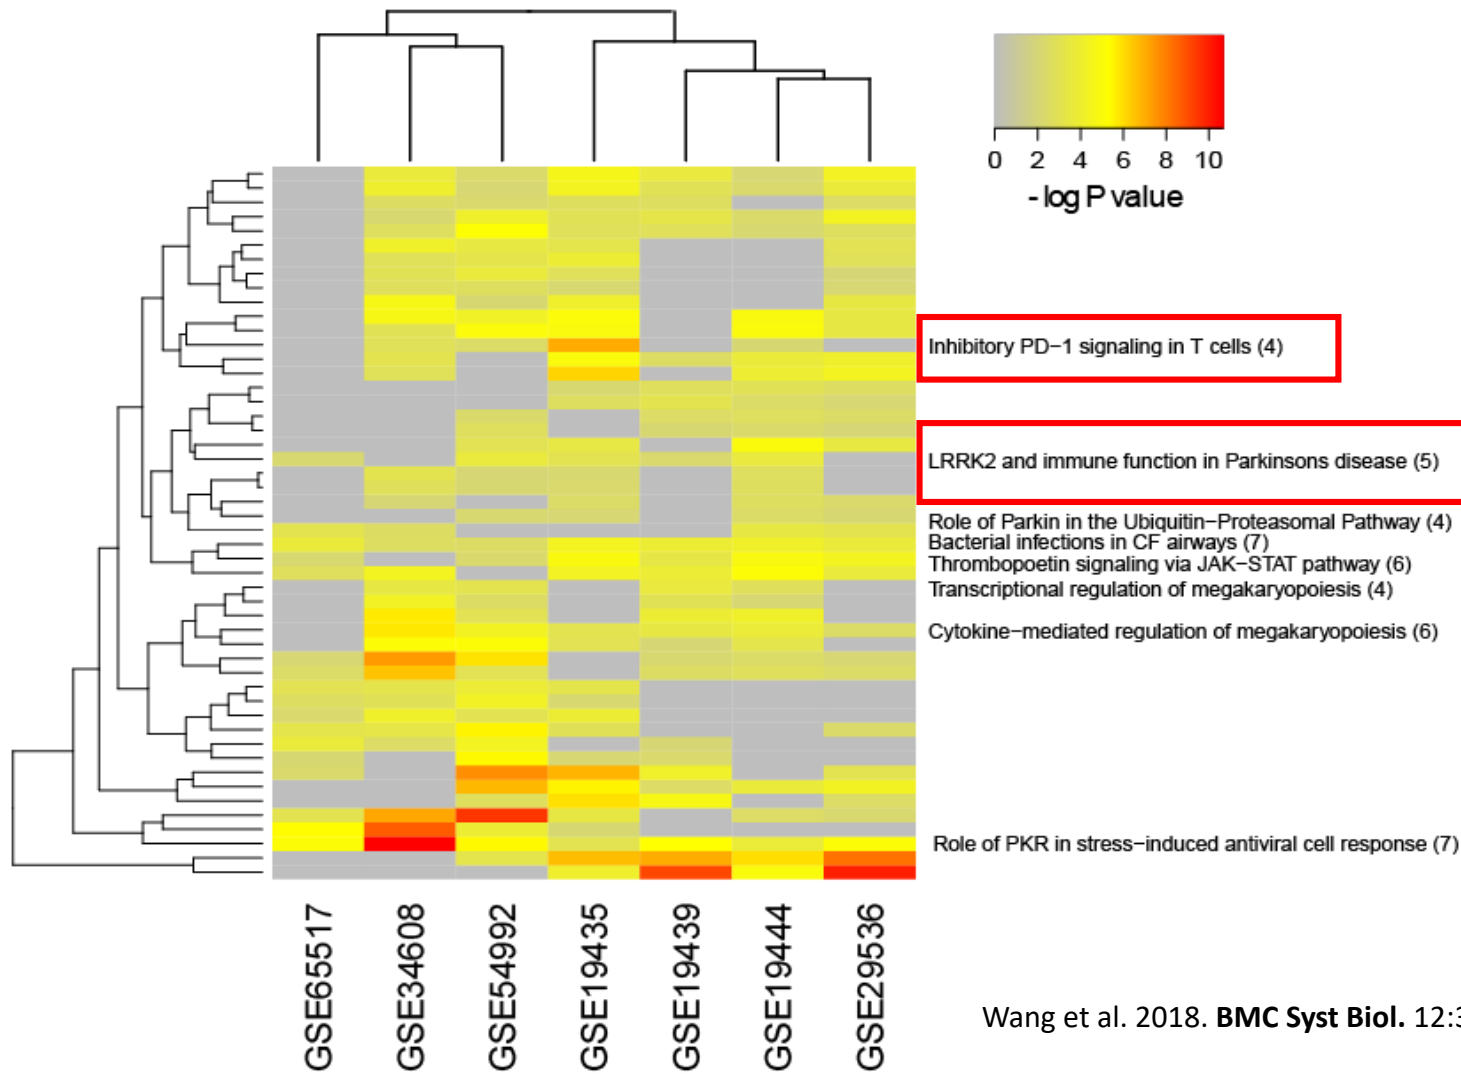 0 2 4 6 8 10
- log P value
Inhibitory PD−1 signaling in T cells (4)
LRRK2 and immune function in Parkinsons disease (5)
Role of Parkin in the Ubiquitin−Proteasomal Pathway (4)
Bacterial infections in CF airways (7)
Thrombopoetin signaling via JAK−STAT pathway (6)
Transcriptional regulation of megakaryopoiesis (4)
Cytokine−mediated regulation of megakaryopoiesis (6)
Role of PKR in stress−induced antiviral cell response (7)
GSE65517
GSE34608
GSE54992
GSE19435
GSE19439
GSE19444
GSE29536
Wang et al. 2018. BMC Syst Biol.